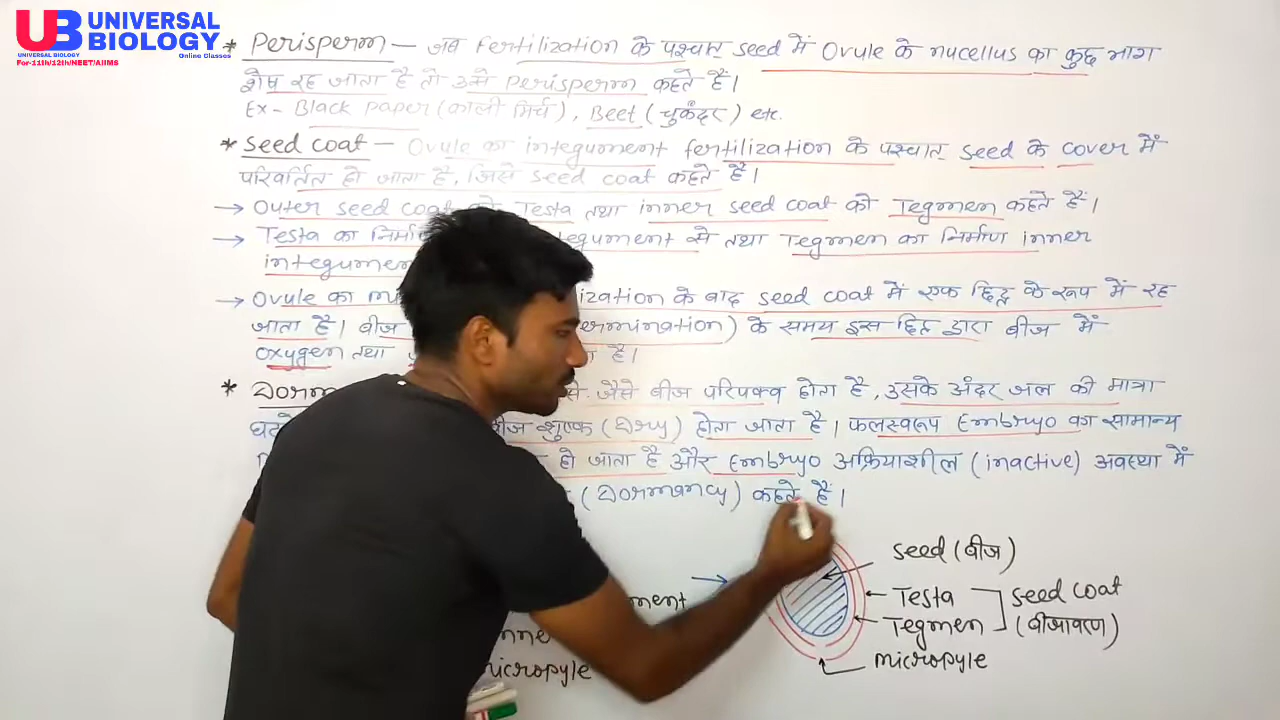 UB UNIVERSAL BIOLOGY
UNIVERSAL BIOLOGY Online Classes
For-11th/12th/NEET/AIIMS
* Perisperm — जब fertilization के पश्चात् seed में Ovule के nucellus का कुछ भाग
शेष रह जाता है तो उसे perisperm कहते हैं।
Ex- Black paper (काली मिर्च), Beet (चुकंदर) etc.
* Seed coat — Ovule का integument fertilization के पश्चात् seed के cover में
परिवर्तित हो जाता है, जिसे seed coat कहते हैं।
→ Outer seed coat को Testa तथा inner seed coat को Tegmen कहते हैं।
→ Testa का निर्माण tegument से तथा Tegmen का निर्माण inner
integumen
→ Ovule का m ization के बाद seed coat में एक छिद्र के रूप में रह
जाता है। बीज ermination) के समय इस छिद्र द्वारा बीज में
oxygen तथा है।
* Dorm से जैसे बीज परिपक्व होता है, उसके अंदर जल की मात्रा
बीज शुष्क (Dry) होता जाता है। फलस्वरूप Embryo का सामान्य
हो जाता है और Embryo अक्रियाशील (inactive) अवस्था में
(Dormancy) कहते हैं।
seed (बीज)
ment → Testa seed coat
nne Tegmen (बीजावरण)
icropyle micropyle